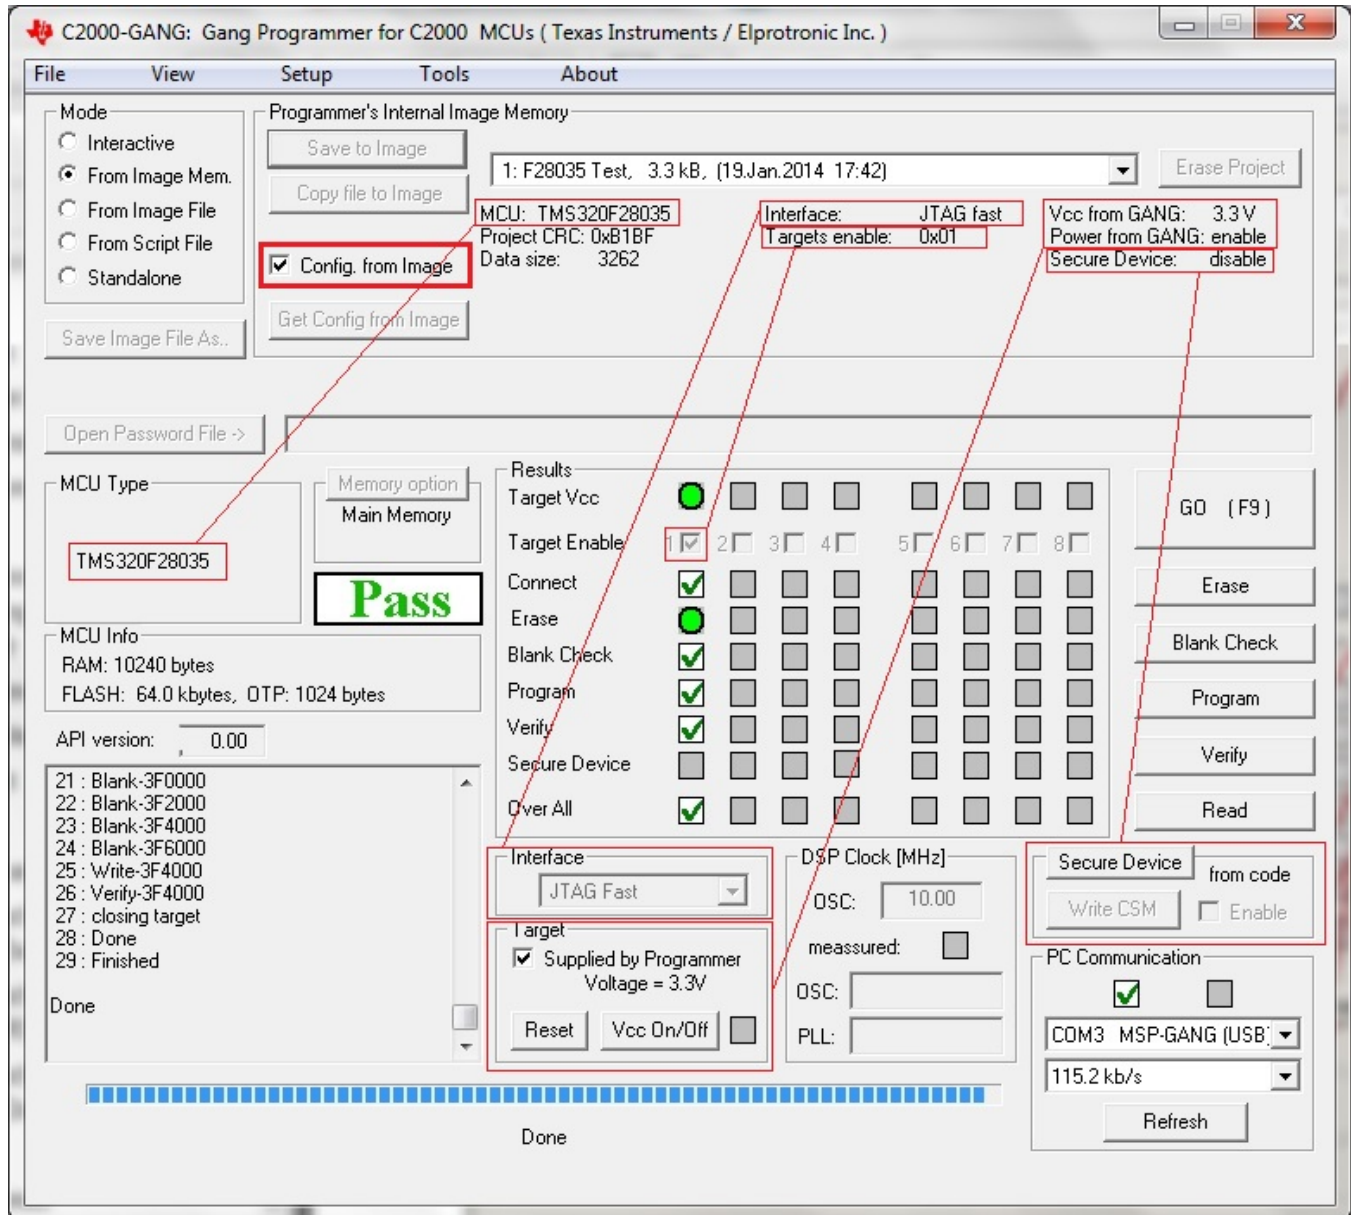 C2000-GANG: Gang Programmer for C2000 MCUs ( Texas Instruments / Elprotronic Inc. )
File View Setup Tools About
Mode
Interactive
From Image Mem.
From Image File
From Script File
Standalone
Save Image File As..
Programmer's Internal Image Memory
Save to Image
Copy file to Image
Config. from Image
Get Config from Image
1: F28035 Test, 3.3 kB, (19.Jan.2014 17:42)
Erase Project
MCU: TMS320F28035
Project CRC: 0xB1BF
Data size: 3262
Interface: JTAG fast
Targets enable: 0x01
Vcc from GANG: 3.3 V
Power from GANG: enable
Secure Device: disable
Open Password File ->
MCU Type
TMS320F28035
Memory option
Main Memory
Pass
MCU Info
RAM: 10240 bytes
FLASH: 64.0 kbytes, OTP: 1024 bytes
API version: , 0.00
21 : Blank-3F0000
22 : Blank-3F2000
23 : Blank-3F4000
24 : Blank-3F6000
25 : Write-3F4000
26 : Verify-3F4000
27 : closing target
28 : Done
29 : Finished
Done
Results
Target Vcc
Target Enable 1 2 3 4 5 6 7 8
Connect
Erase
Blank Check
Program
Verify
Secure Device
Over All
GO (F9)
Erase
Blank Check
Program
Verify
Read
Interface
JTAG Fast
Target
Supplied by Programmer
Voltage = 3.3V
Reset Vcc On/Off
DSP Clock [MHz]
OSC: 10.00
meassured:
OSC:
PLL:
Secure Device from code
Write CSM Enable
PC Communication
COM3 MSP-GANG (USB)
115.2 kb/s
Refresh
Done